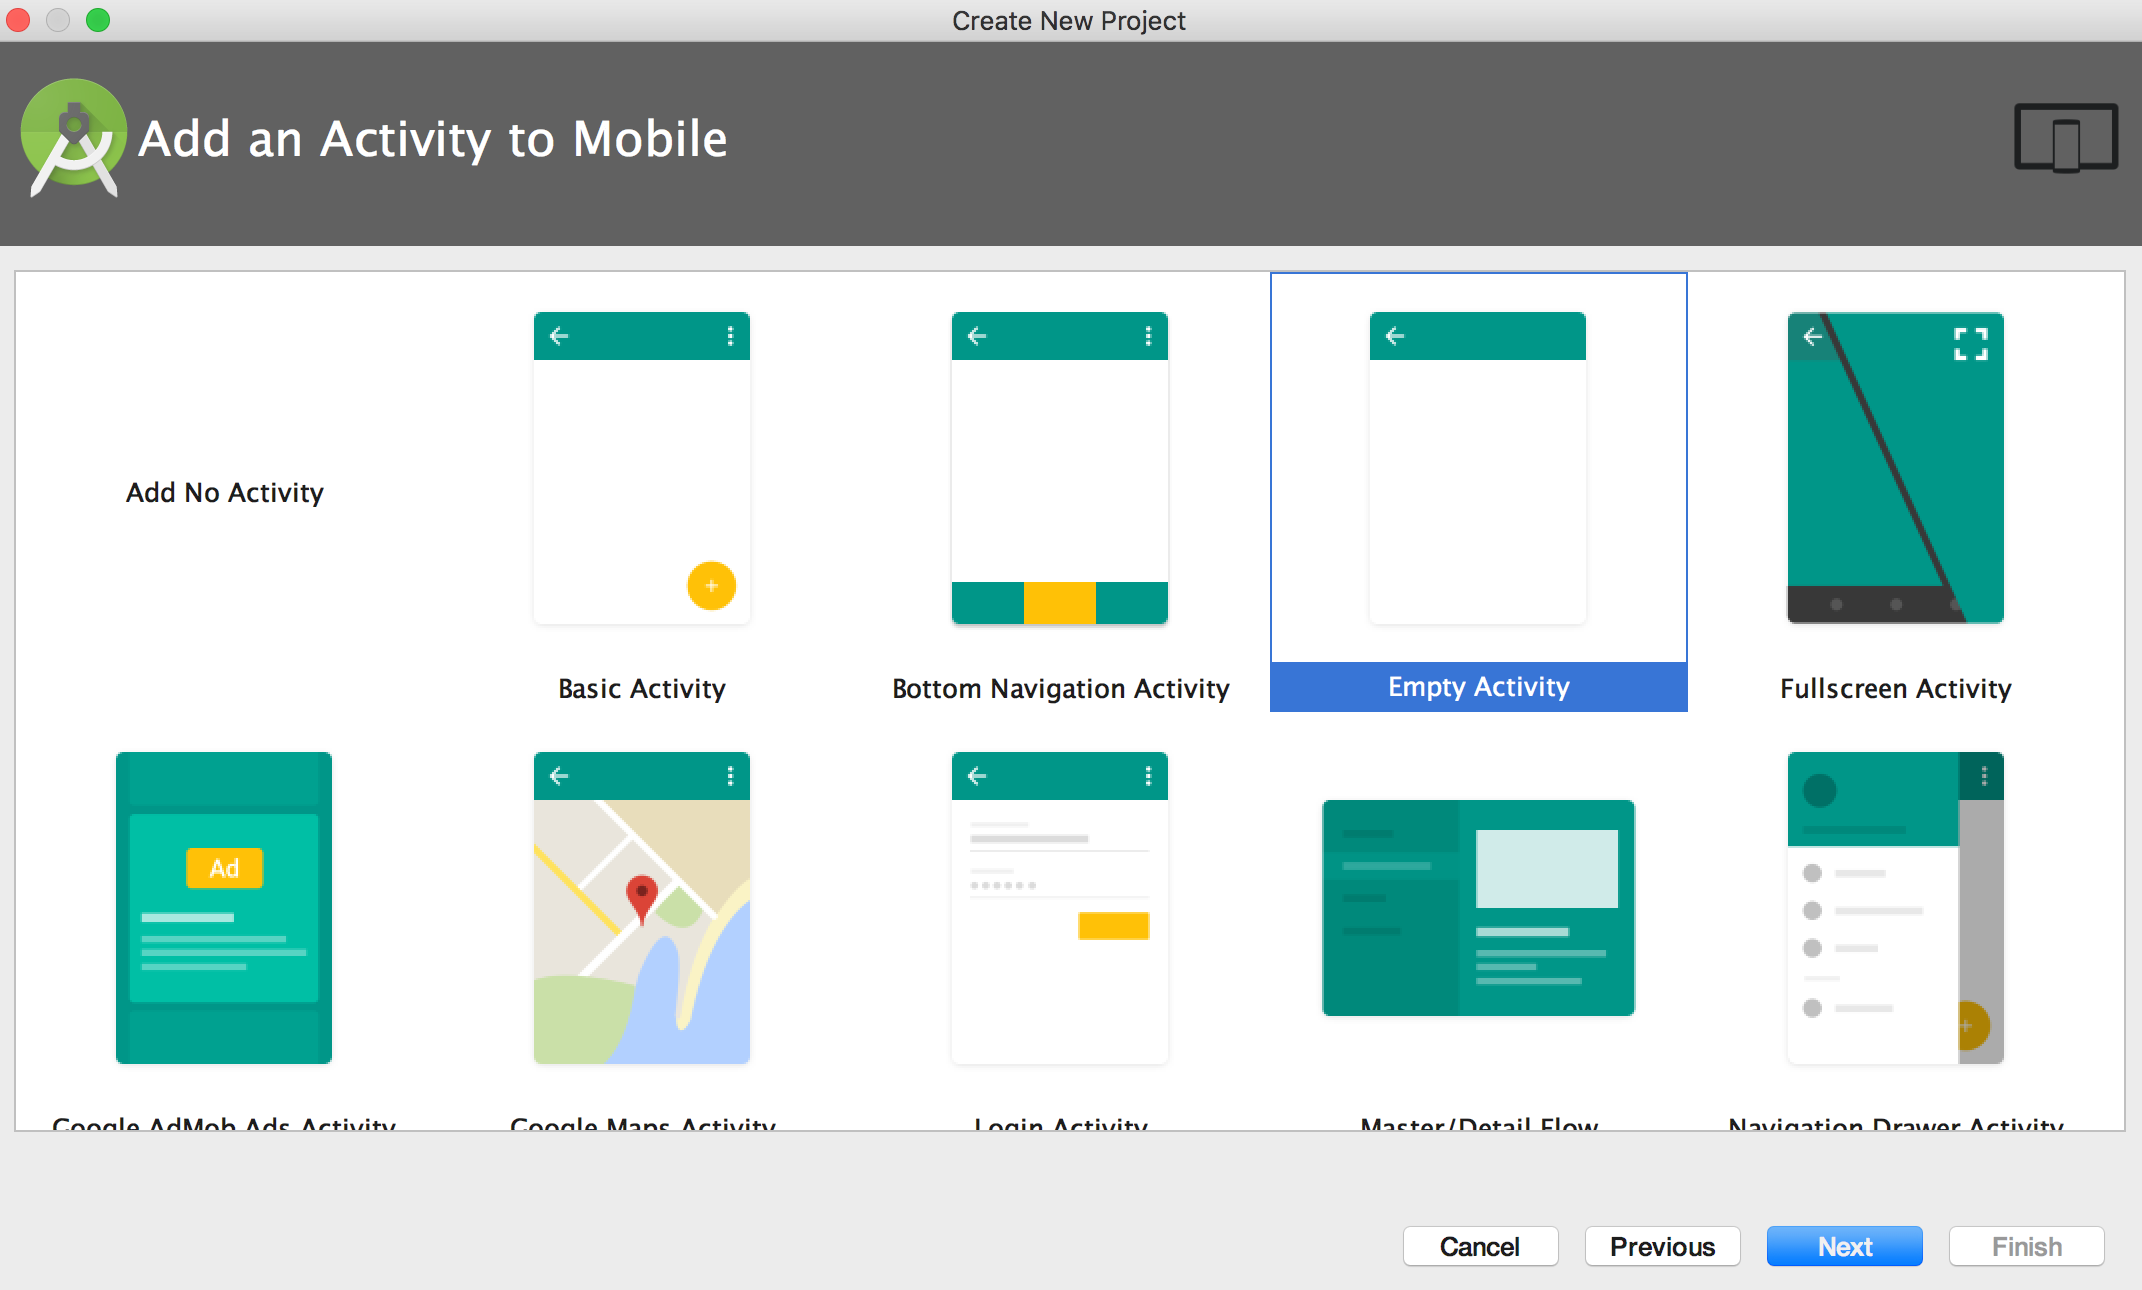 Create New Project
Add an Activity to Mobile
Add No Activity
Basic Activity
Bottom Navigation Activity
Empty Activity
Fullscreen Activity
Ad
Google AdMob Ads Activity
Google Maps Activity
Login Activity
Master/Detail Flow
Navigation Drawer Activity
Cancel
Previous
Next
Finish